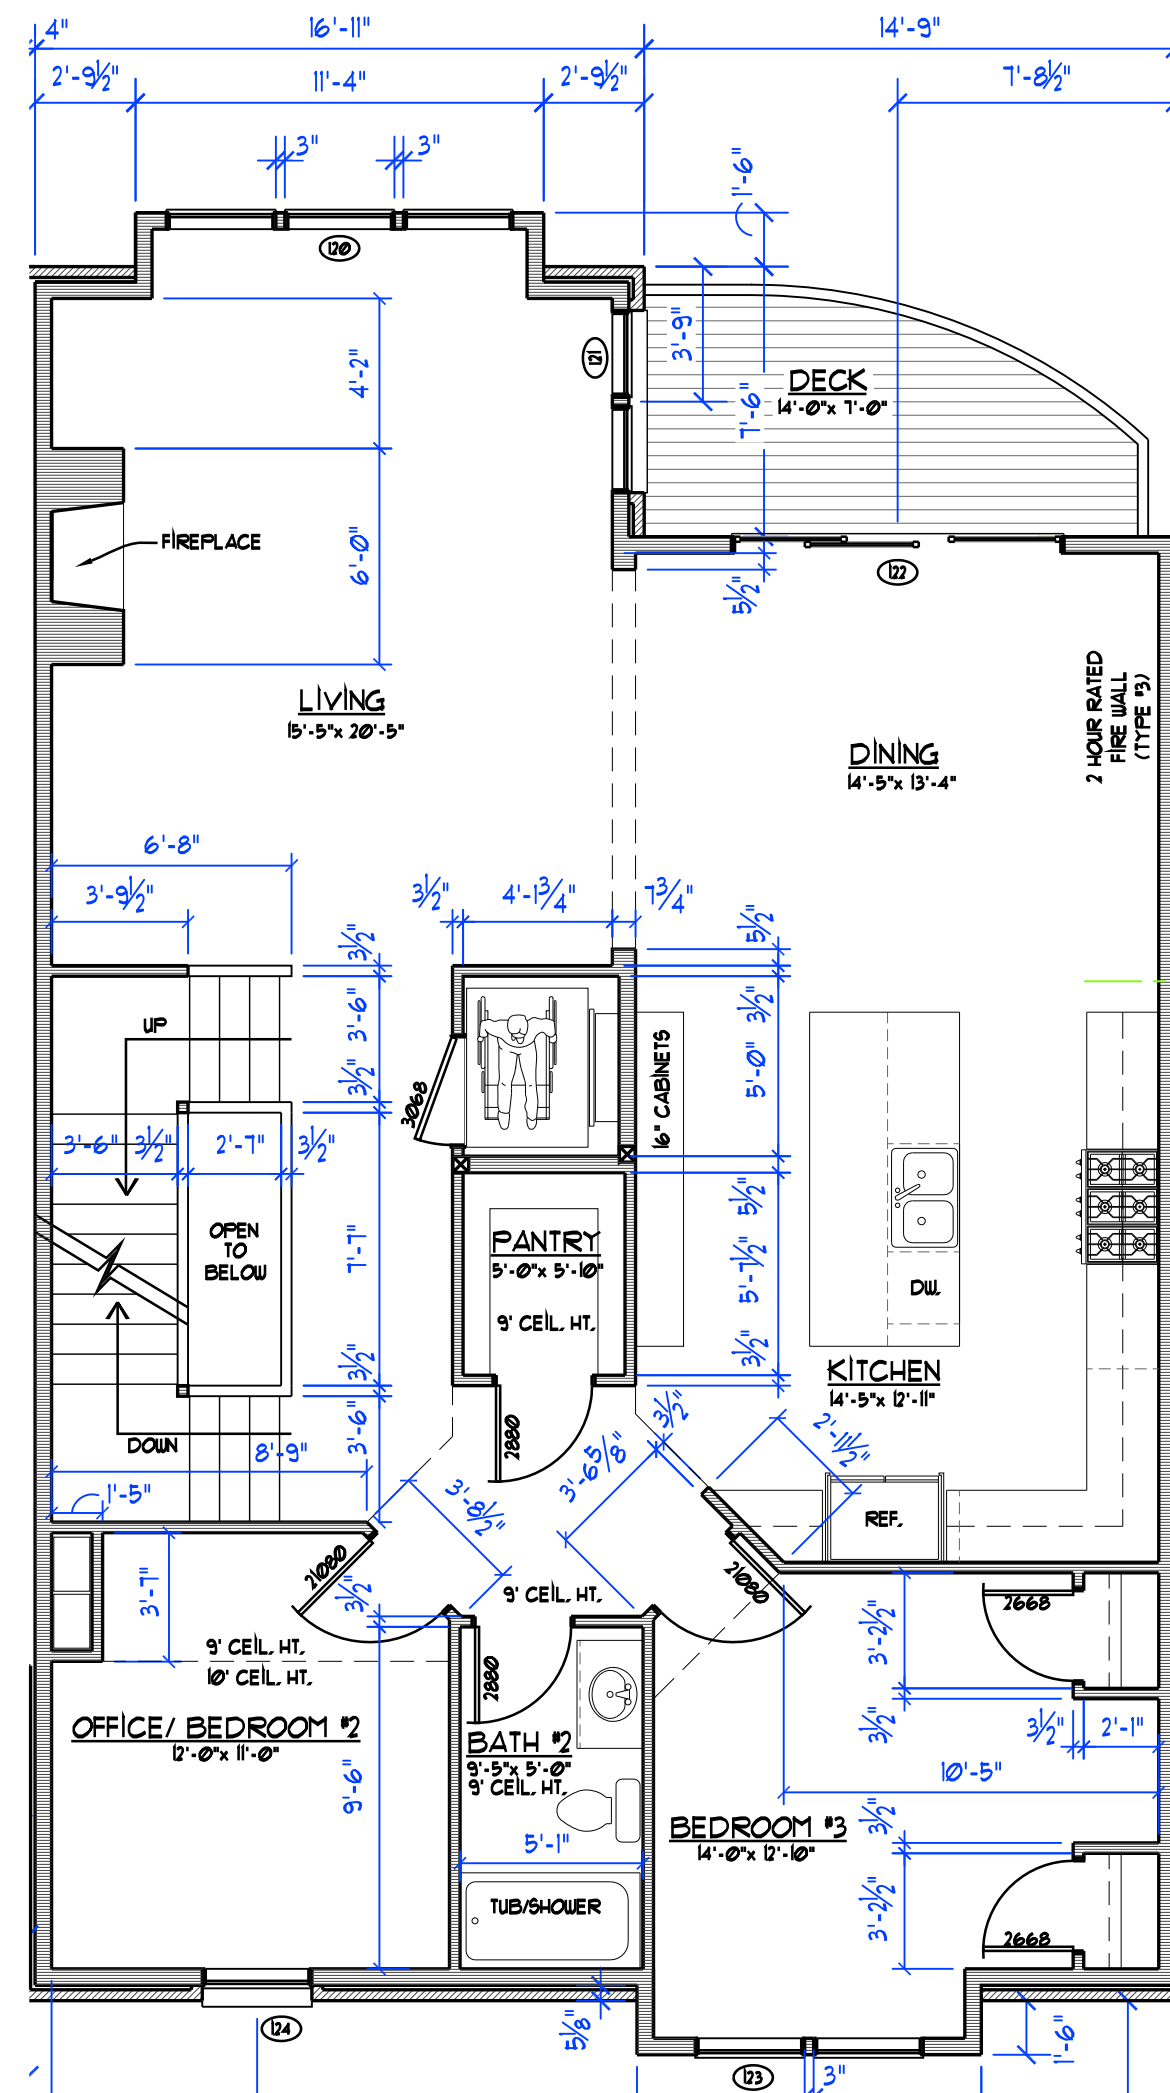 4"
16'-11"
14'-9"
2'-9½"
11'-4"
2'-9½"
7'-8½"
3"
3"
1'-6"
120
121
3'-9"
4'-2"
DECK
14'-0"x 7'-0"
7'-6"
FIREPLACE
6'-0"
122
5½"
LIVING
15'-5"x 20'-5"
2 HOUR RATED
FIRE WALL
(TYPE #3)
DINING
14'-5"x 13'-4"
6'-8"
3'-9½"
3½"
4'-1¾"
7¾"
3½"
5½"
UP
3'-6"
3½"
3½"
5'-0"
3068
16" CABINETS
3'-6"
3½"
2'-7"
3½"
5½"
OPEN
TO
BELOW
7'-7"
PANTRY
5'-0"x 5'-10"
9' CEIL. HT.
5'-7½"
DW.
3½"
3½"
KITCHEN
14'-5"x 12'-11"
DOWN
8'-9"
3'-6"
2880
3½"
2'-11½"
1'-5"
3'-8½"
3'-6⅝"
REF.
21080
21080
3'-7"
3½"
9' CEIL. HT.
2668
3'-2½"
9' CEIL. HT.
10' CEIL. HT.
2880
OFFICE/ BEDROOM #2
12'-0"x 11'-0"
BATH #2
9'-5"x 5'-0"
9' CEIL. HT.
3½"
3½"
2'-1"
10'-5"
9'-6"
BEDROOM #3
14'-0"x 12'-10"
3½"
5'-1"
TUB/SHOWER
3'-2½"
2668
124
5⅛"
1'-6"
123
3"